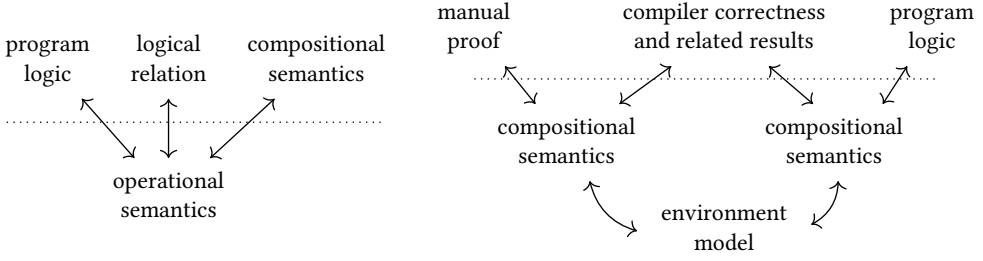 program
logic
logical
relation
compositional
semantics
operational
semantics
manual
proof
compiler correctness
and related results
program
logic
compositional
semantics
compositional
semantics
environment
model